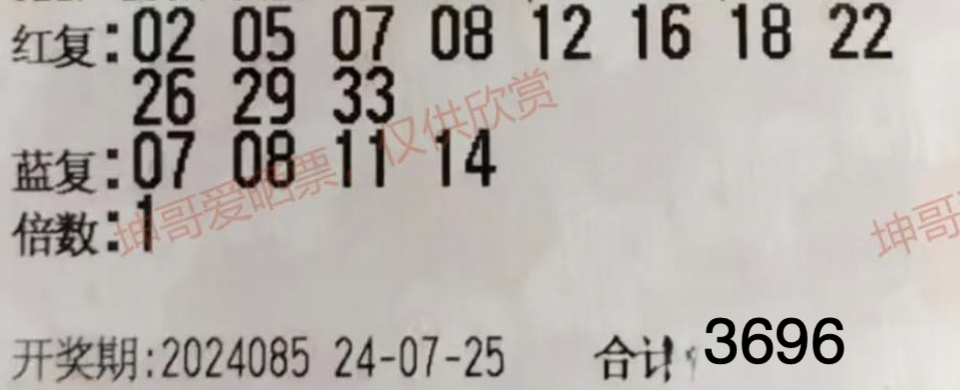 红复:02 05 07 08 12 16 18 22
26 29 33
蓝复:07 08 11 14
倍数:1
坤哥爱晒票,仅供欣赏
坤哥
开奖期:2024085 24-07-25 合计 3696